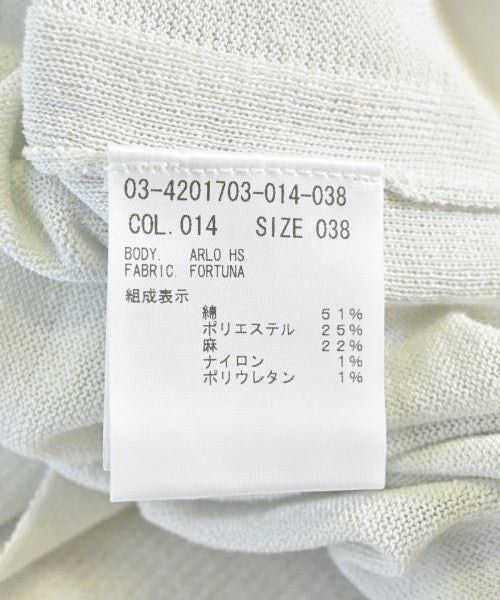 03-4201703-014-038
COL.014 SIZE 038
BODY. ARLO HS
FABRIC. FORTUNA
組成表示
綿 51%
ポリエステル 25%
麻 22%
ナイロン 1%
ポリウレタン 1%